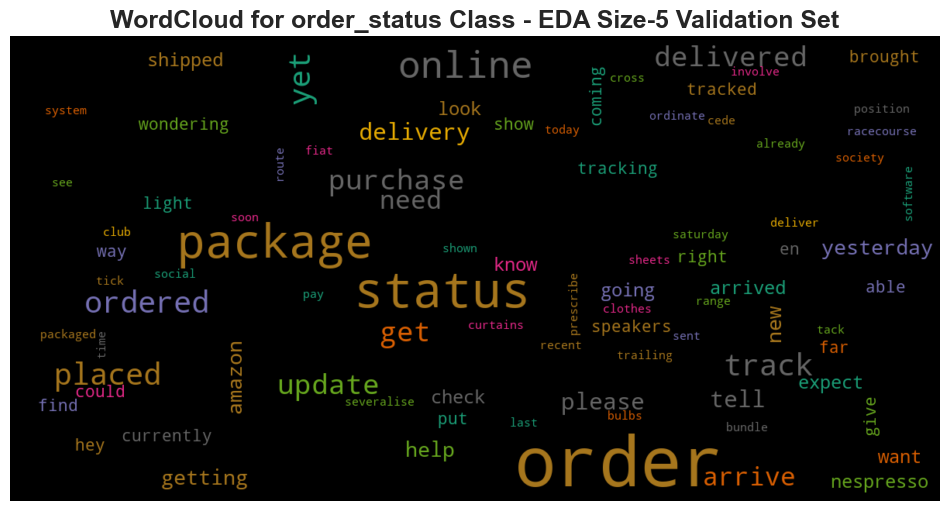 WordCloud for order_status Class - EDA Size-5 Validation Set
shipped
yet
online
delivered
brought
coming
cross
involve
tracked
system
wondering
look
delivery
show
today
ordinate
cede
position
racecourse
already
society
route
fiat
purchase
need
tracking
see
light
soon
software
club
way
package
shown
know
saturday
deliver
right
en
yesterday
sheets
tick
social
ordered
pay
status
prescribe
going
clothes
range
arrived
able
packaged
time
get
curtains
speakers
sent
new
tack
far
recent
trailing
placed
could
find
amazon
update
severalise
check
put
last
please
bulbs
track
tell
expect
give
bundle
hey
currently
getting
help
order
arrive
want
nespresso